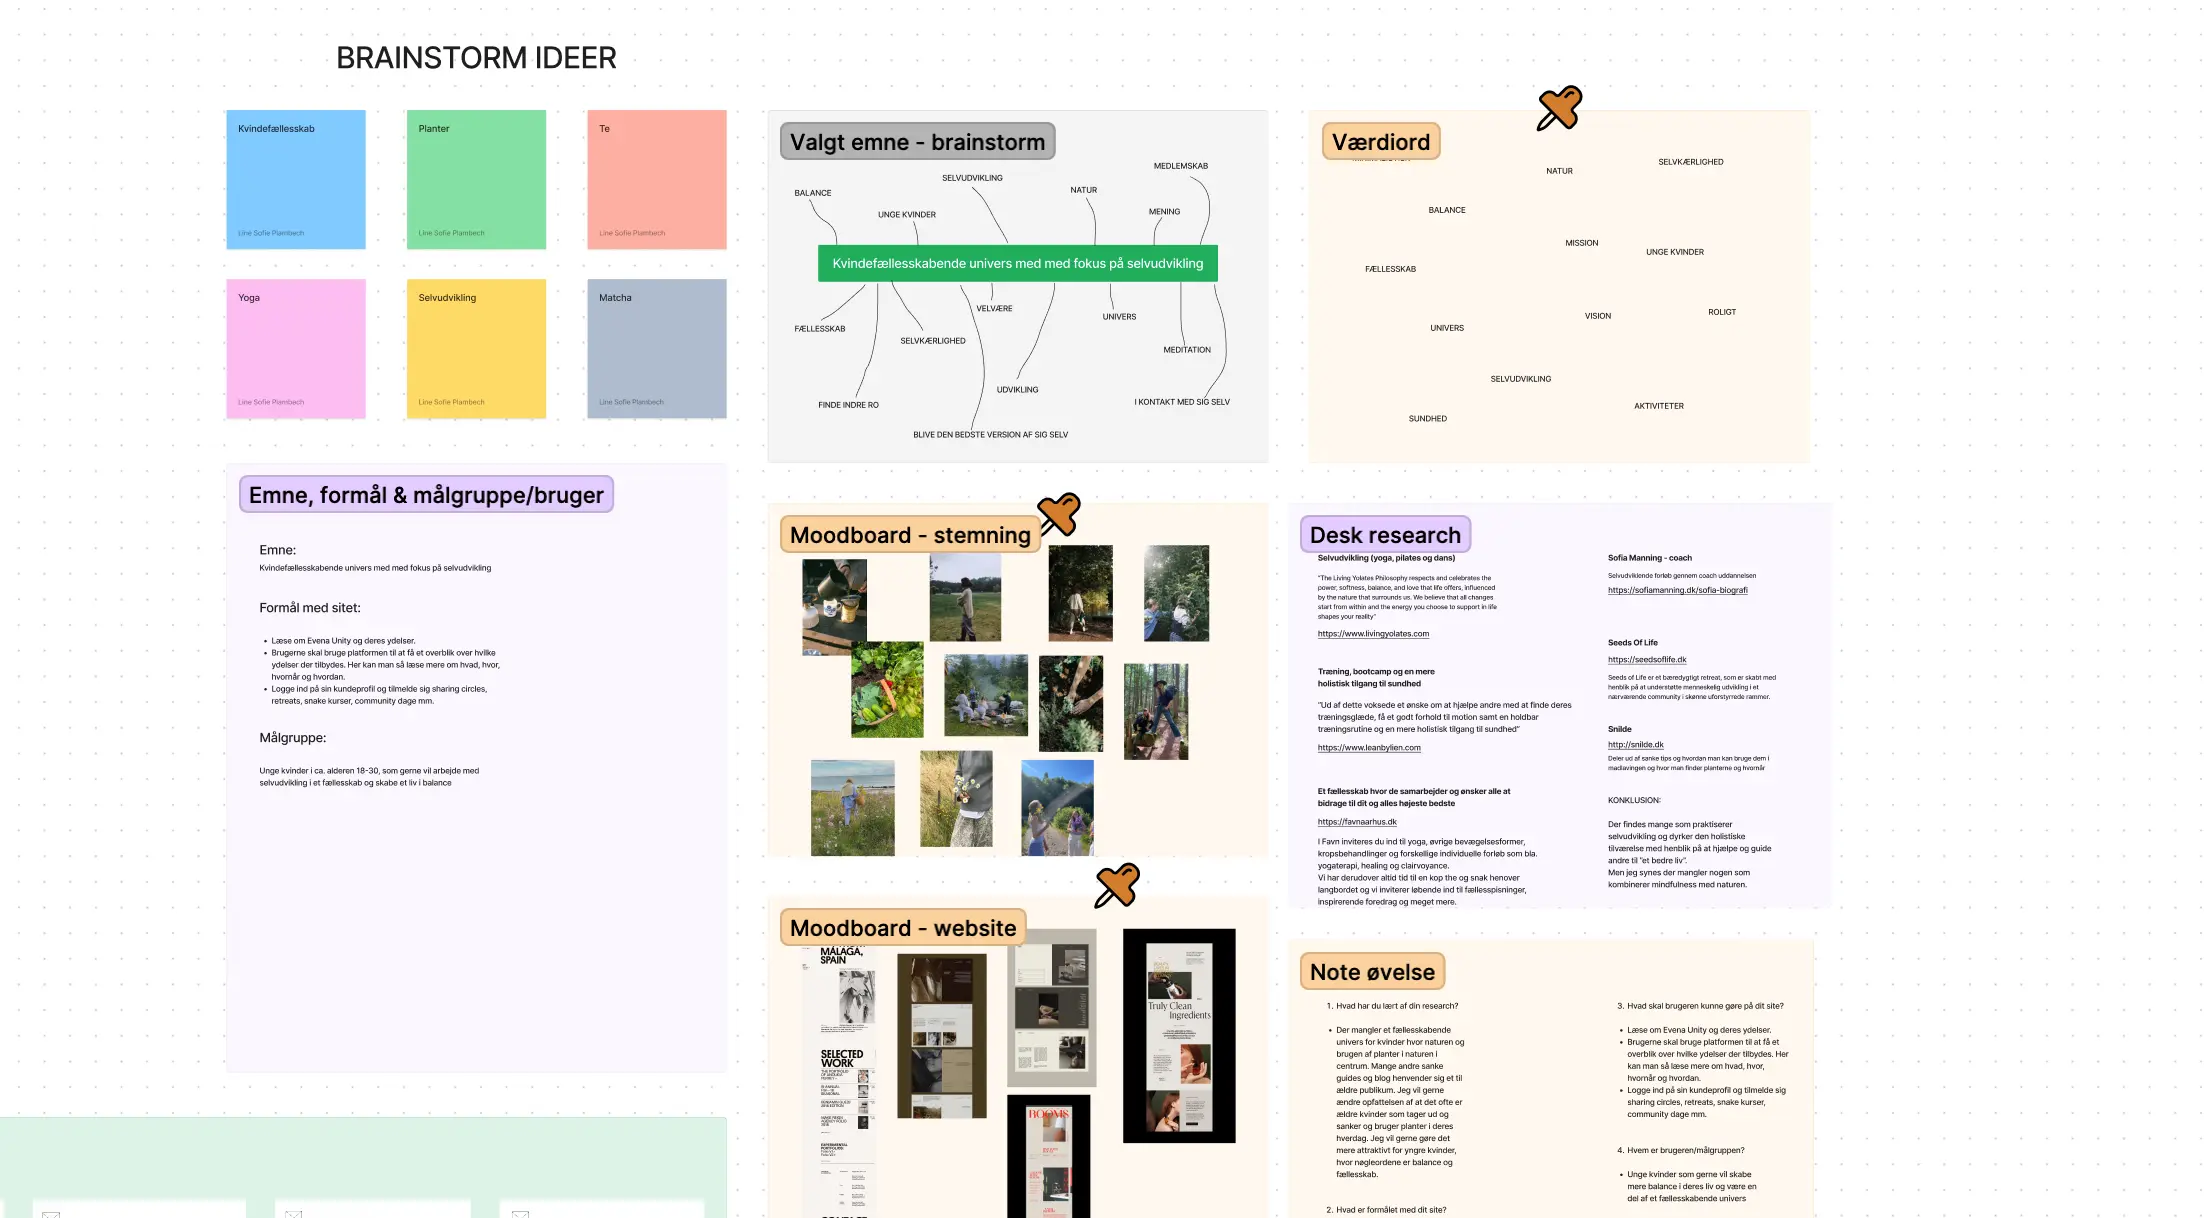 BRAINSTORM IDEER
Kvindefællesskab
Line Sofie Plambech
Planter
Line Sofie Plambech
Te
Line Sofie Plambech
Yoga
Line Sofie Plambech
Selvudvikling
Line Sofie Plambech
Matcha
Line Sofie Plambech
Valgt emne - brainstorm
MEDLEMSKAB
SELVUDVIKLING
NATUR
BALANCE
UNGE KVINDER
MENING
Kvindefællesskabende univers med med fokus på selvudvikling
VELVÆRE
UNIVERS
FÆLLESSKAB
SELVKÆRLIGHED
MEDITATION
UDVIKLING
FINDE INDRE RO
I KONTAKT MED SIG SELV
BLIVE DEN BEDSTE VERSION AF SIG SELV
Værdiord
SELVKÆRLIGHED
NATUR
BALANCE
MISSION
UNGE KVINDER
FÆLLESSKAB
ROLIGT
VISION
UNIVERS
SELVUDVIKLING
AKTIVITETER
SUNDHED
Emne, formål & målgruppe/bruger
Emne:
Kvindefællesskabende univers med med fokus på selvudvikling
Formål med sitet:
• Læse om Evena Unity og deres ydelser.
• Brugerne skal bruge platformen til at få et overblik over hvilke
ydelser der tilbydes. Her kan man så læse mere om hvad, hvor,
hvornår og hvordan.
• Logge ind på sin kundeprofil og tilmelde sig sharing circles,
retreats, snake kurser, community dage mm.
Målgruppe:
Unge kvinder i ca. alderen 18-30, som gerne vil arbejde med
selvudvikling i et fællesskab og skabe et liv i balance
Moodboard - stemning
Moodboard - website
MÁLAGA,
SPAIN
SELECTED
WORK
Truly Clean
Ingredients
ROOMS
Desk research
Selvudvikling (yoga, pilates og dans)
"The Living Yolates Philosophy respects and celebrates the
power, softness, balance, and love that life offers, influenced
by the nature that surrounds us. We believe that all changes
start from within and the energy you choose to support in life
shapes your reality"
https://www.livingyolates.com
Træning, bootcamp og en mere
holistisk tilgang til sundhed
"Ud af dette voksede et ønske om at hjælpe andre med at finde deres
træningsglæde, få et godt forhold til motion samt en holdbar
træningsrutine og en mere holistisk tilgang til sundhed"
https://www.leanbylien.com
Et fællesskab hvor de samarbejder og ønsker alle at
bidrage til dit og alles højeste bedste
https://favnaarhus.dk
I Favn inviteres du ind til yoga, øvrige bevægelsesformer,
kropsbehandlinger og forskellige individuelle forløb som bla.
yogaterapi, healing og clairvoyance.
Vi har derudover altid tid til en kop the og snak henover
langbordet og vi inviterer løbende ind til fællesspisninger,
inspirerende foredrag og meget mere.
Sofia Manning - coach
Selvudviklende forløb gennem coach uddannelsen
https://sofiamanning.dk/sofia-biografi
Seeds Of Life
https://seedsoflife.dk
Seeds of Life er et bæredygtigt retreat, som er skabt med
henblik på at understøtte menneskelig udvikling i et
nærværende community i skønne uforstyrrede rammer.
Snilde
http://snilde.dk
Deler ud af sanke tips og hvordan man kan bruge dem i
madlavingen og hvor man finder planterne og hvornår
KONKLUSION:
Der findes mange som praktiserer
selvudvikling og dyrker den holistiske
tilværelse med henblik på at hjælpe og guide
andre til "et bedre liv".
Men jeg synes der mangler nogen som
kombinerer mindfulness med naturen.
Note øvelse
1. Hvad har du lært af din research?
• Der mangler et fællesskabende
univers for kvinder hvor naturen og
brugen af planter i naturen i
centrum. Mange andre sanke
guides og blog henvender sig et til
ældre publikum. Jeg vil gerne
ændre opfattelsen af at det ofte er
ældre kvinder som tager ud og
sanker og bruger planter i deres
hverdag. Jeg vil gerne gøre det
mere attraktivt for yngre kvinder,
hvor nøgleordene er balance og
fællesskab.
2. Hvad er formålet med dit site?
3. Hvad skal brugeren kunne gøre på dit site?
• Læse om Evena Unity og deres ydelser.
• Brugerne skal bruge platformen til at få et
overblik over hvilke ydelser der tilbydes. Her
kan man så læse mere om hvad, hvor,
hvornår og hvordan.
• Logge ind på sin kundeprofil og tilmelde sig
sharing circles, retreats, snake kurser,
community dage mm.
4. Hvem er brugeren/målgruppen?
• Unge kvinder som gerne vil skabe
mere balance i deres liv og være en
del af et fællesskabende univers